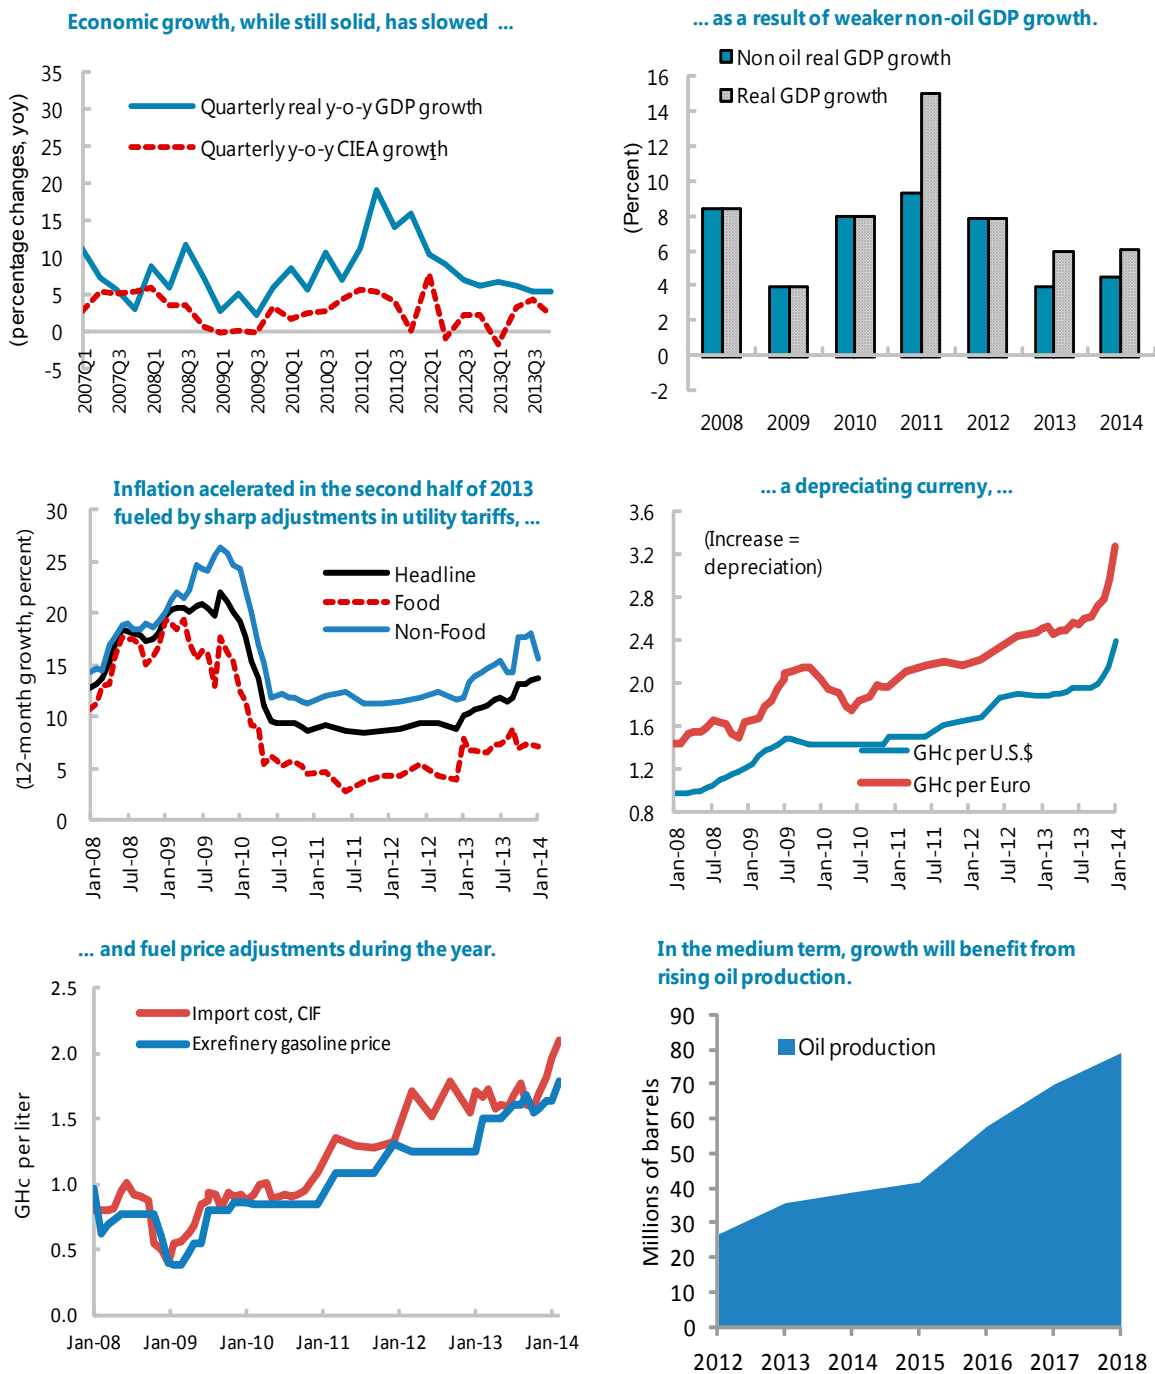 Economic growth, while still solid, has slowed ...
(percentage changes, yoy)
35
30
25
20
15
10
5
0
-5
Quarterly real y-o-y GDP growth
Quarterly y-o-y CIEA growth
2007Q1
2007Q3
2008Q1
2008Q3
2009Q1
2009Q3
2010Q1
2010Q3
2011Q1
2011Q3
2012Q1
2012Q3
2013Q1
2013Q3
... as a result of weaker non-oil GDP growth.
Non oil real GDP growth
Real GDP growth
(Percent)
16
14
12
10
8
6
4
2
0
-2
2008 2009 2010 2011 2012 2013 2014
Inflation acelerated in the second half of 2013
fueled by sharp adjustments in utility tariffs, ...
(12-month growth, percent)
30
25
20
15
10
5
0
Headline
Food
Non-Food
Jan-08
Jul-08
Jan-09
Jul-09
Jan-10
Jul-10
Jan-11
Jul-11
Jan-12
Jul-12
Jan-13
Jul-13
Jan-14
... a depreciating curreny, ...
3.6
3.2
2.8
2.4
2.0
1.6
1.2
0.8
(Increase =
depreciation)
GHc per U.S.$
GHc per Euro
Jan-08
Jul-08
Jan-09
Jul-09
Jan-10
Jul-10
Jan-11
Jul-11
Jan-12
Jul-12
Jan-13
Jul-13
Jan-14
... and fuel price adjustments during the year.
GHc per liter
2.5
2.0
1.5
1.0
0.5
0.0
Import cost, CIF
Exrefinery gasoline price
Jan-08 Jan-09 Jan-10 Jan-11 Jan-12 Jan-13 Jan-14
In the medium term, growth will benefit from
rising oil production.
Millions of barrels
90
80
70
60
50
40
30
20
10
0
Oil production
2012 2013 2014 2015 2016 2017 2018